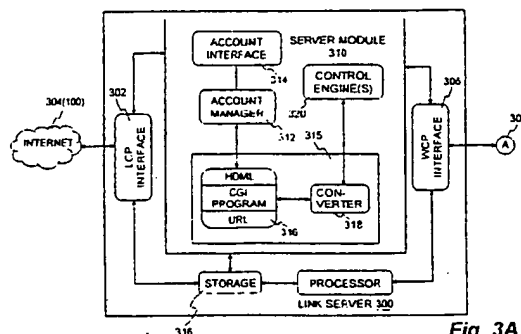 ACCOUNT
INTERFACE
SERVER MODULE
310
314
CONTROL
ENGINE(S)
320
302
304(100)
INTERNET
LCP
INTERFACE
ACCOUNT
MANAGER
312
315
306
WCP
INTERFACE
A
HDML
CGI
PROGRAM
URL
316
CON-
VERTER
318
STORAGE
PROCESSOR
LINK SERVER 300
316
Fig. 3A